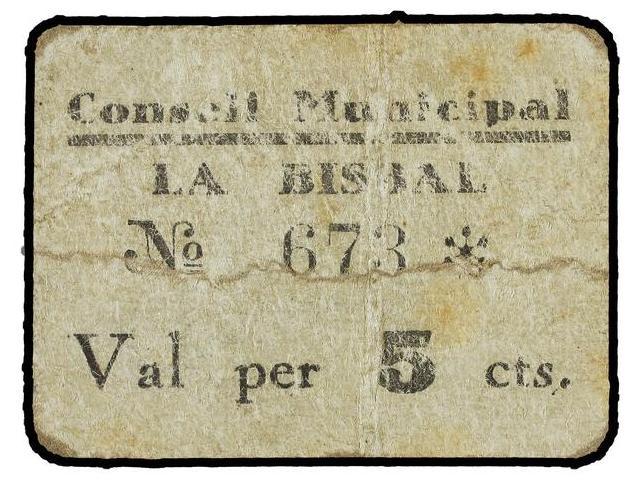 Consell Municipal
LA BISBAL
No 673 *
Val per 5 cts.